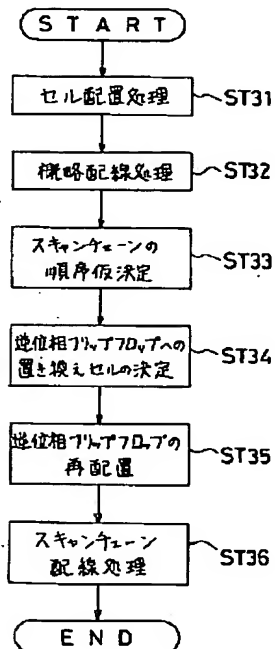 START
セル配置処理
ST31
概略配線処理
ST32
スキャンチェーンの
順序仮決定
ST33
逆位相フリップフロップへの
置き換えセルの決定
ST34
逆位相フリップフロップの
再配置
ST35
スキャンチェーン
配線処理
ST36
END